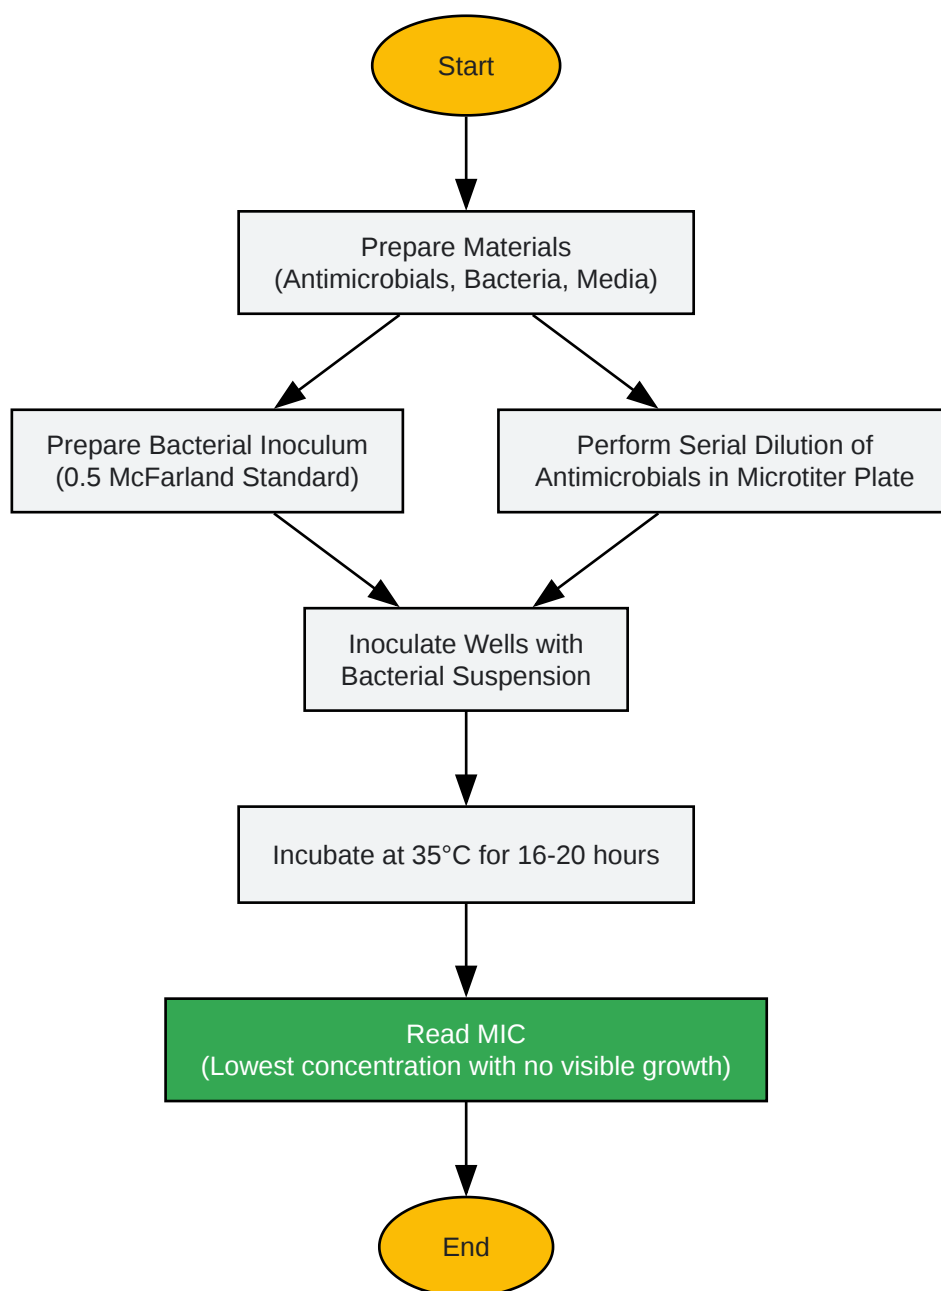 Start
Prepare Materials
(Antimicrobials, Bacteria, Media)
Prepare Bacterial Inoculum
(0.5 McFarland Standard)
Perform Serial Dilution of
Antimicrobials in Microtiter Plate
Inoculate Wells with
Bacterial Suspension
Incubate at 35°C for 16-20 hours
Read MIC
(Lowest concentration with no visible growth)
End